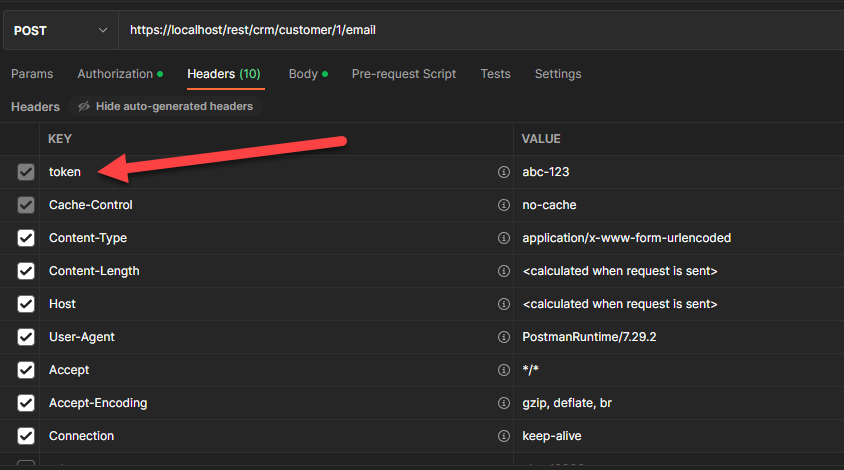 POST https://localhost/rest/crm/customer/1/email
Params Authorization Headers (10) Body Pre-request Script Tests Settings
Headers Hide auto-generated headers
KEY VALUE
token abc-123
Cache-Control no-cache
Content-Type application/x-www-form-urlencoded
Content-Length <calculated when request is sent>
Host <calculated when request is sent>
User-Agent PostmanRuntime/7.29.2
Accept */*
Accept-Encoding gzip, deflate, br
Connection keep-alive